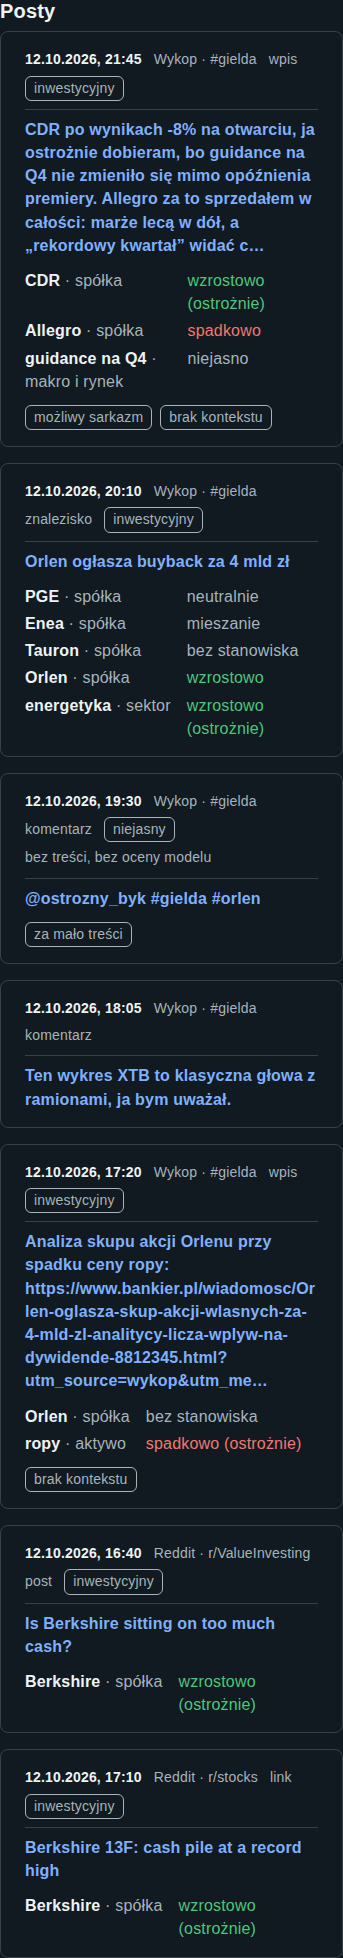 Posty
12.10.2026, 21:45 Wykop · #gielda wpis
inwestycyjny
CDR po wynikach -8% na otwarciu, ja
ostrożnie dobieram, bo guidance na
Q4 nie zmieniło się mimo opóźnienia
premiery. Allegro za to sprzedałem w
całości: marże lecą w dół, a
„rekordowy kwartał” widać c…
CDR · spółka wzrostowo
(ostrożnie)
Allegro · spółka spadkowo
guidance na Q4 · niejasno
makro i rynek
możliwy sarkazm brak kontekstu
12.10.2026, 20:10 Wykop · #gielda
znalezisko inwestycyjny
Orlen ogłasza buyback za 4 mld zł
PGE · spółka neutralnie
Enea · spółka mieszanie
Tauron · spółka bez stanowiska
Orlen · spółka wzrostowo
energetyka · sektor wzrostowo
(ostrożnie)
12.10.2026, 19:30 Wykop · #gielda
komentarz niejasny
bez treści, bez oceny modelu
@ostrozny_byk #gielda #orlen
za mało treści
12.10.2026, 18:05 Wykop · #gielda
komentarz
Ten wykres XTB to klasyczna głowa z
ramionami, ja bym uważał.
12.10.2026, 17:20 Wykop · #gielda wpis
inwestycyjny
Analiza skupu akcji Orlenu przy
spadku ceny ropy:
https://www.bankier.pl/wiadomosc/Or
len-oglasza-skup-akcji-wlasnych-za-
4-mld-zl-analitycy-licza-wplyw-na-
dywidende-8812345.html?
utm_source=wykop&utm_me…
Orlen · spółka bez stanowiska
ropy · aktywo spadkowo (ostrożnie)
brak kontekstu
12.10.2026, 16:40 Reddit · r/ValueInvesting
post inwestycyjny
Is Berkshire sitting on too much
cash?
Berkshire · spółka wzrostowo
(ostrożnie)
12.10.2026, 17:10 Reddit · r/stocks link
inwestycyjny
Berkshire 13F: cash pile at a record
high
Berkshire · spółka wzrostowo
(ostrożnie)